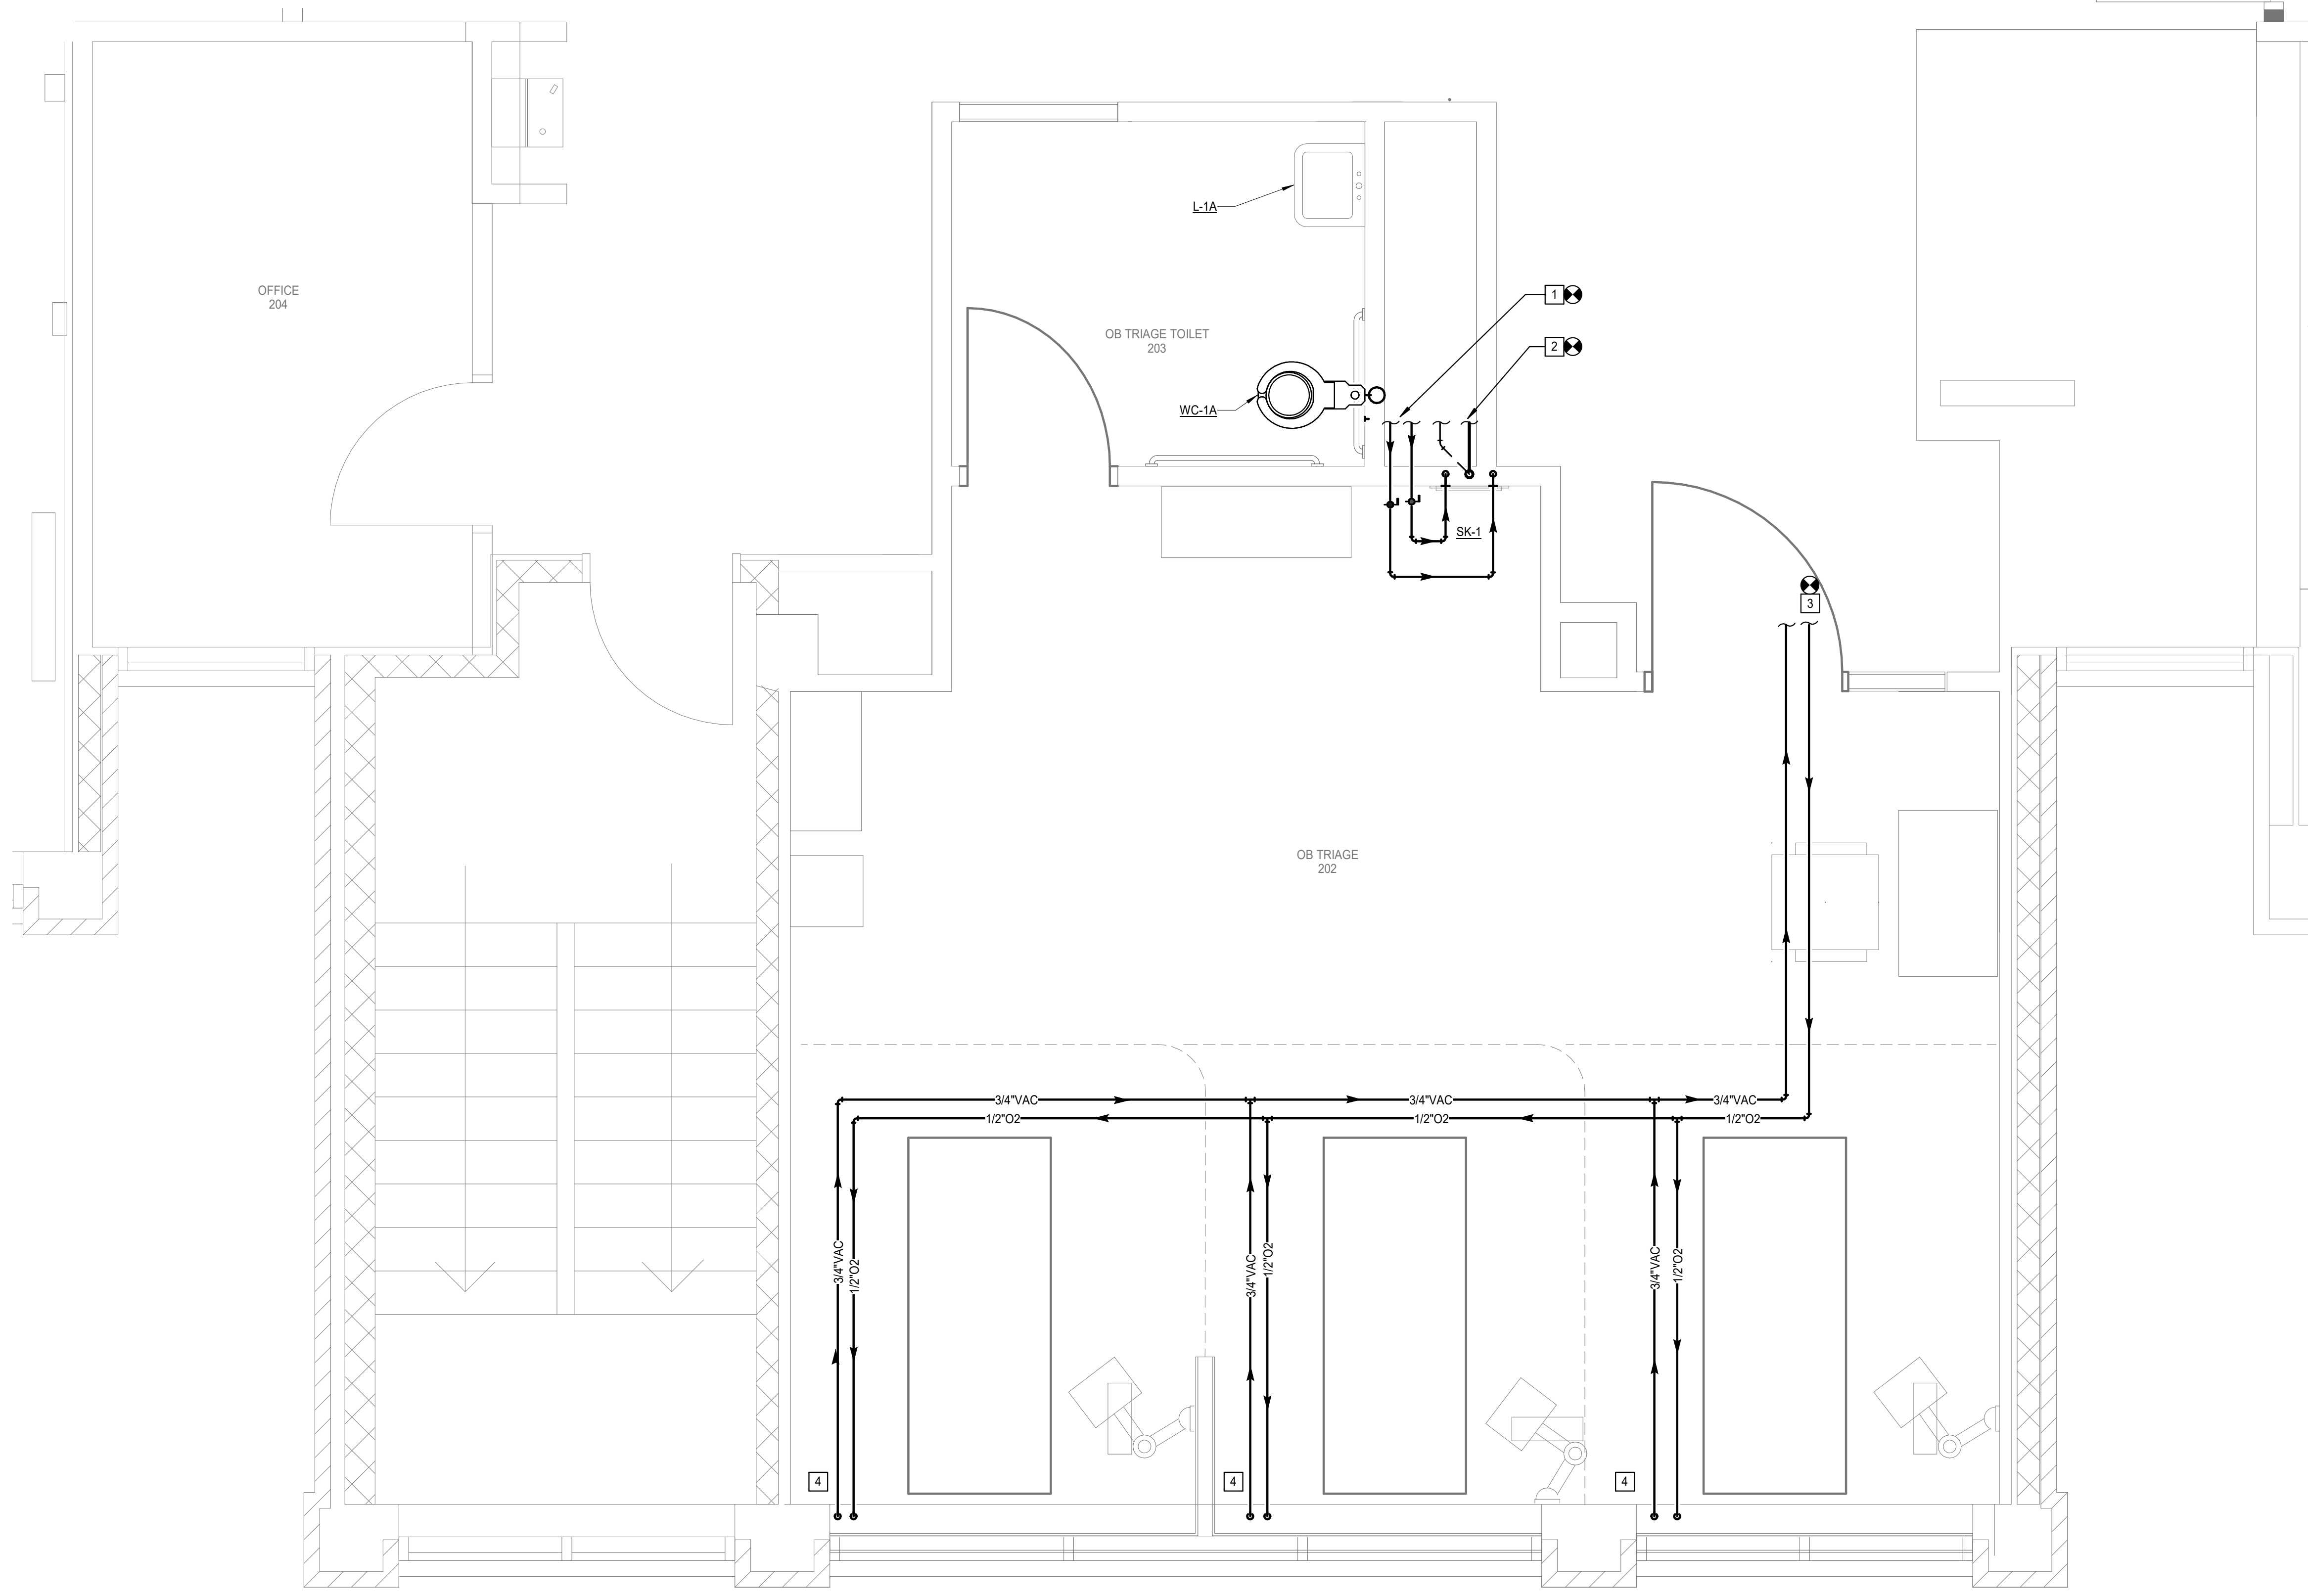 L-1A
OFFICE
204
1
OB TRIAGE TOILET
203
2
WC-1A
SK-1
3
OB TRIAGE
202
3/4"VAC
3/4"VAC
3/4"VAC
1/2"O2
1/2"O2
1/2"O2
3/4"VAC
1/2"O2
3/4"VAC
1/2"O2
3/4"VAC
1/2"O2
4
4
4